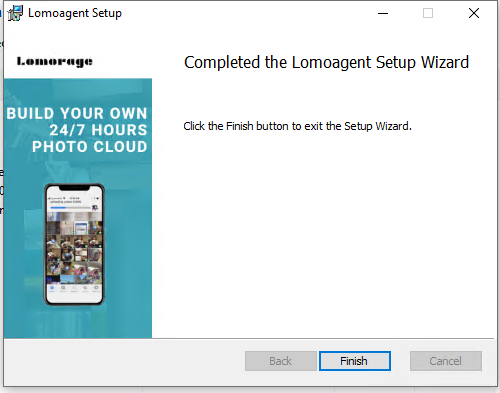 Lomoagent Setup
Lomorage
Completed the Lomoagent Setup Wizard
BUILD YOUR OWN
24/7 HOURS
PHOTO CLOUD
Click the Finish button to exit the Setup Wizard.
Back
Finish
Cancel